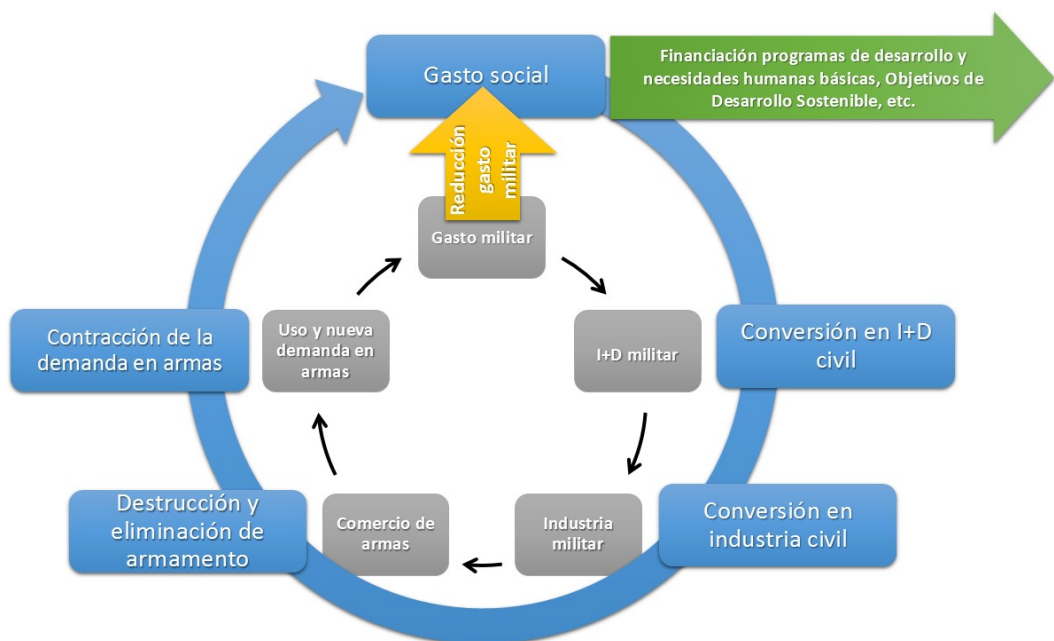 Gasto social
Financiación programas de desarrollo y
necesidades humanas básicas, Objetivos de
Desarrollo Sostenible, etc.
Reducción
gasto
militar
Gasto militar
Contracción de la
demanda en armas
Uso y nueva
demanda en
armas
I+D militar
Conversión en I+D
civil
Destrucción y
eliminación de
armamento
Comercio de
armas
Industria
militar
Conversión en
industria civil